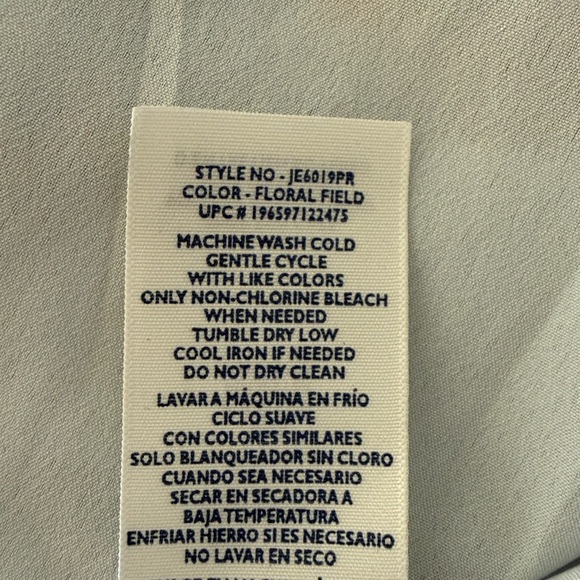 STYLE NO - JE6019PR
COLOR - FLORAL FIELD
UPC # 196597122475
MACHINE WASH COLD
GENTLE CYCLE
WITH LIKE COLORS
ONLY NON-CHLORINE BLEACH
WHEN NEEDED
TUMBLE DRY LOW
COOL IRON IF NEEDED
DO NOT DRY CLEAN
LAVAR A MÁQUINA EN FRÍO
CICLO SUAVE
CON COLORES SIMILARES
SOLO BLANQUEADOR SIN CLORO
CUANDO SEA NECESARIO
SECAR EN SECADORA A
BAJA TEMPERATURA
ENFRIAR HIERRO SI ES NECESARIO
NO LAVAR EN SECO